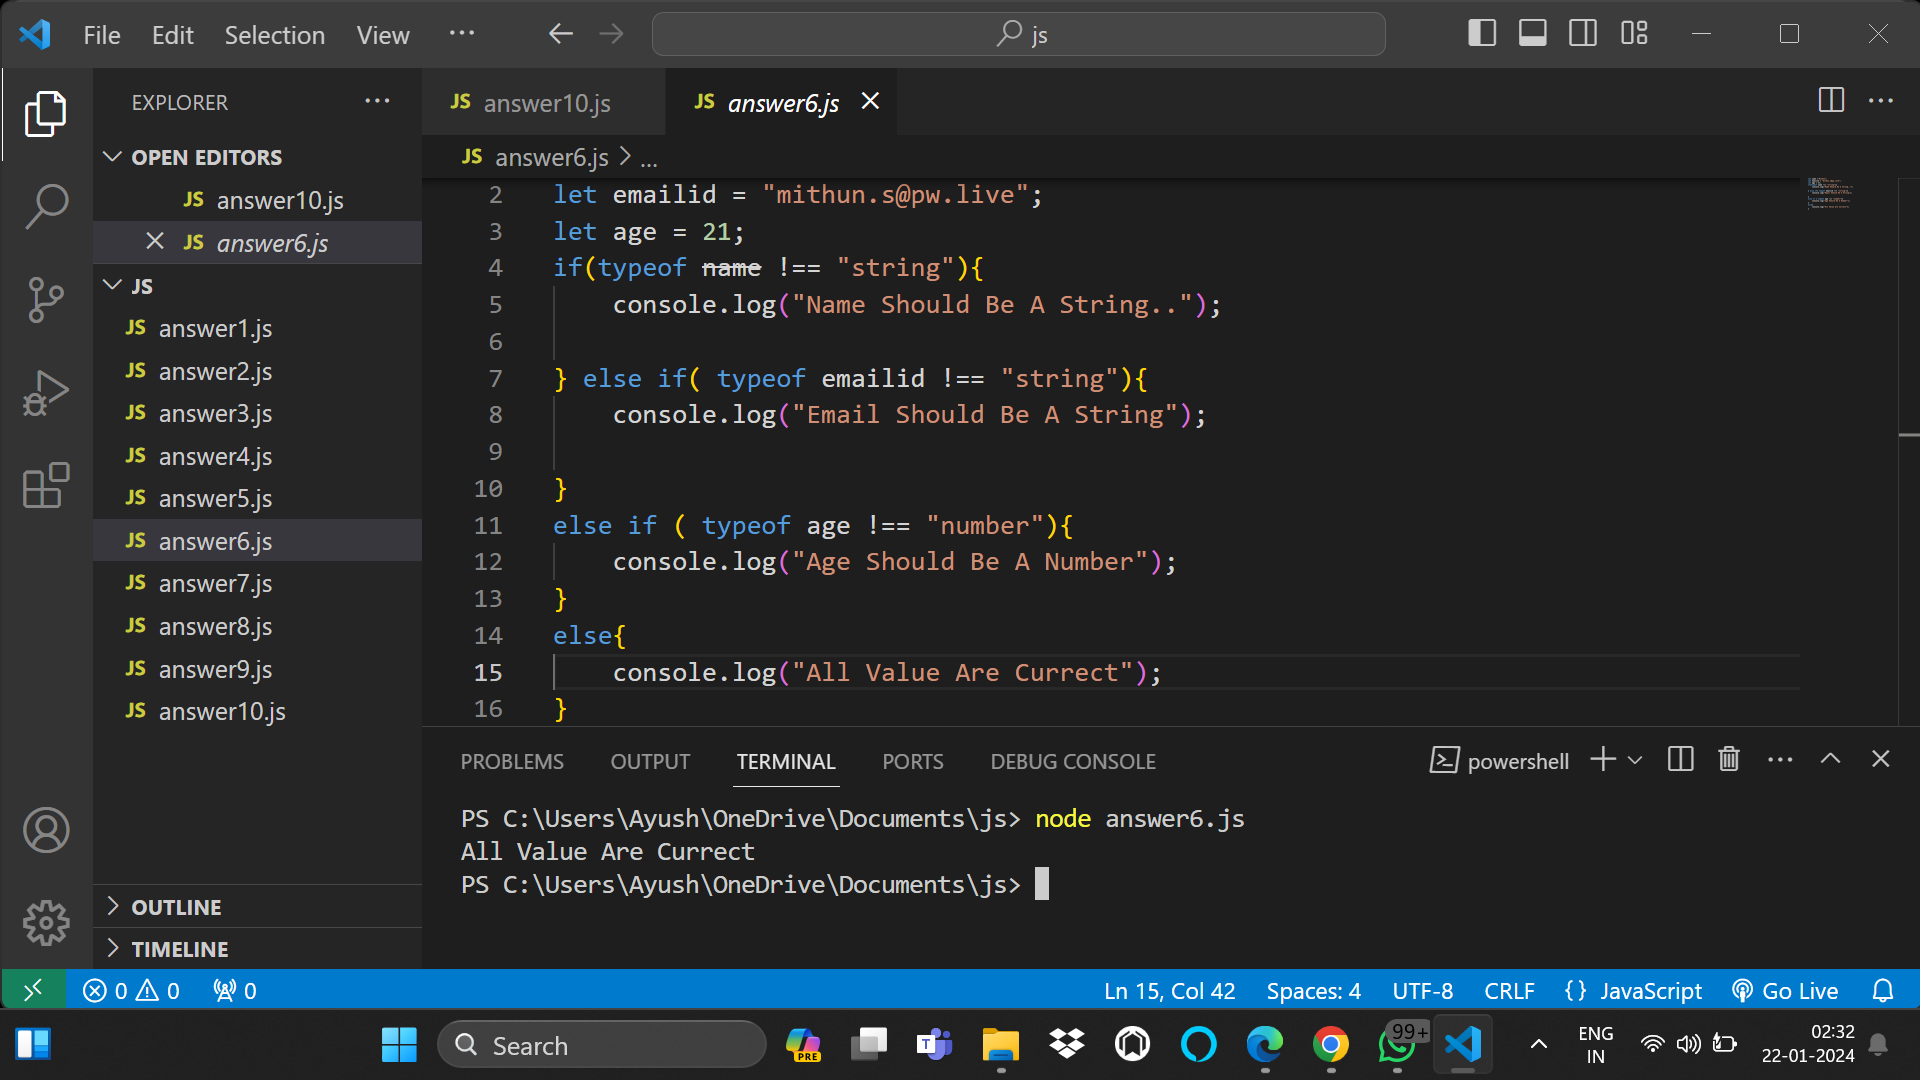 File Edit Selection View ... js
EXPLORER ...
OPEN EDITORS
JS answer10.js
JS answer6.js
JS
JS answer1.js
JS answer2.js
JS answer3.js
JS answer4.js
JS answer5.js
JS answer6.js
JS answer7.js
JS answer8.js
JS answer9.js
JS answer10.js
OUTLINE
TIMELINE
JS answer10.js JS answer6.js
JS answer6.js > ...
2 let emailid = "mithun.s@pw.live";
3 let age = 21;
4 if(typeof name !== "string"){
5 console.log("Name Should Be A String..");
6
7 } else if( typeof emailid !== "string"){
8 console.log("Email Should Be A String");
9
10 }
11 else if ( typeof age !== "number"){
12 console.log("Age Should Be A Number");
13 }
14 else{
15 console.log("All Value Are Currect");
16 }
PROBLEMS OUTPUT TERMINAL PORTS DEBUG CONSOLE powershell
PS C:\Users\Ayush\OneDrive\Documents\js> node answer6.js
All Value Are Currect
PS C:\Users\Ayush\OneDrive\Documents\js>
0 0 0 Ln 15, Col 42 Spaces: 4 UTF-8 CRLF {} JavaScript Go Live
Search PRE T 99+ ENG IN 02:32
22-01-2024